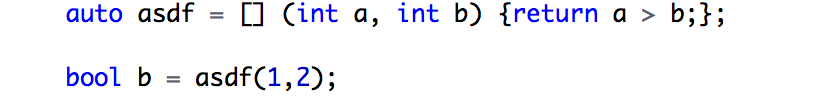 auto asdf = [] (int a, int b) {return a > b;};
bool b = asdf(1,2);